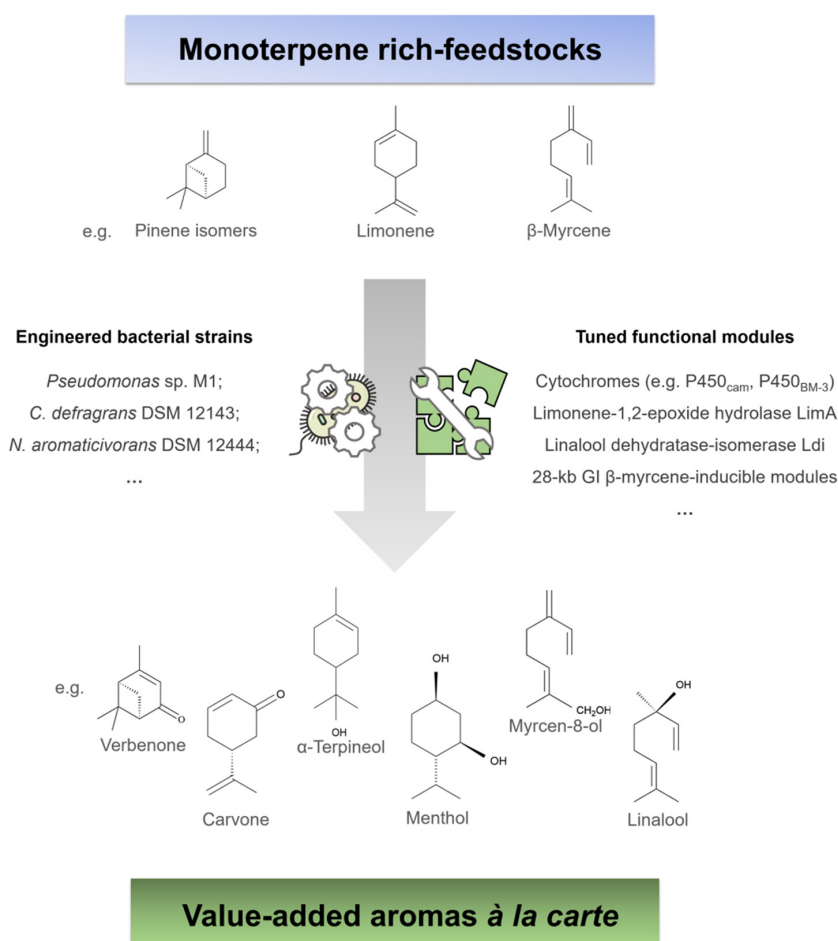 Monoterpene rich-feedstocks
e.g.
Pinene isomers
Limonene
β-Myrcene
Engineered bacterial strains
Pseudomonas sp. M1;
C. defragrans DSM 12143;
N. aromaticivorans DSM 12444;
...
Tuned functional modules
Cytochromes (e.g. P450cam, P450BM-3)
Limonene-1,2-epoxide hydrolase LimA
Linalool dehydratase-isomerase Ldi
28-kb GI β-myrcene-inducible modules
...
e.g.
O
Verbenone
O
Carvone
OH
α-Terpineol
OH
OH
Menthol
CH2OH
Myrcen-8-ol
OH
Linalool
Value-added aromas à la carte